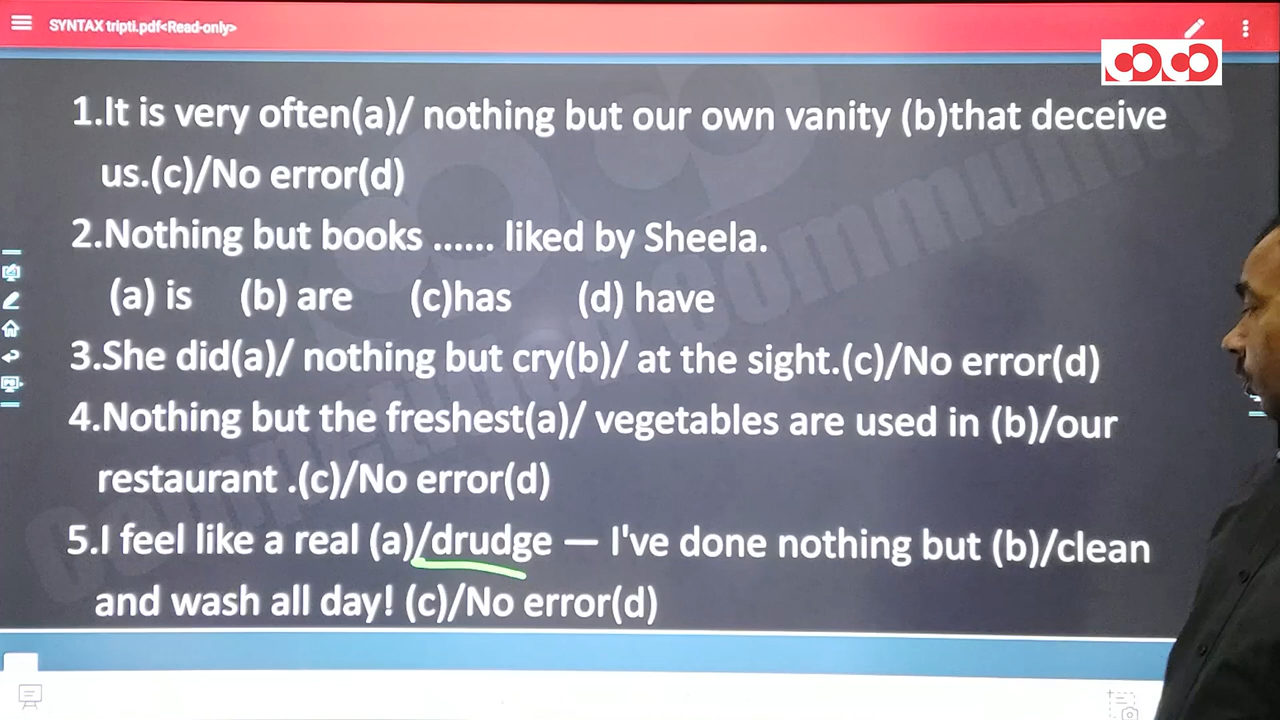 SYNTAX tripti.pdf<Read-only>
1.It is very often(a)/ nothing but our own vanity (b)that deceive
us.(c)/No error(d)
2.Nothing but books ...... liked by Sheela.
(a) is (b) are (c)has (d) have
3.She did(a)/ nothing but cry(b)/ at the sight.(c)/No error(d)
4.Nothing but the freshest(a)/ vegetables are used in (b)/our
restaurant .(c)/No error(d)
5.I feel like a real (a)/drudge — I've done nothing but (b)/clean
and wash all day! (c)/No error(d)